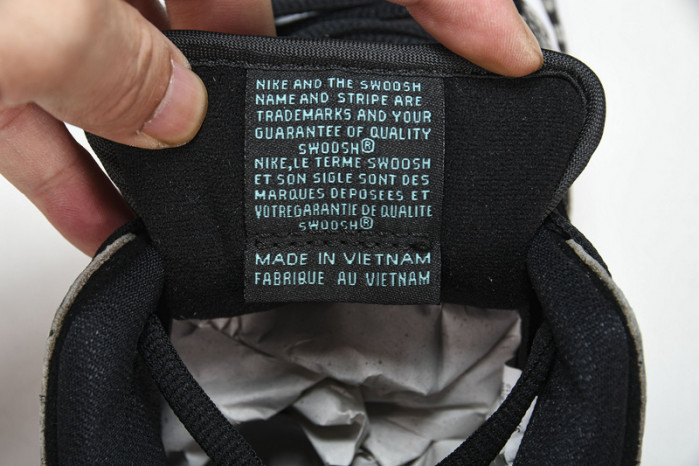 NIKE AND THE SWOOSH
NAME AND STRIPE ARE
TRADEMARKS AND YOUR
GUARANTEE OF QUALITY
SWOOSH®
NIKE,LE TERME SWOOSH
ET SON SIGLE SONT DES
MARQUES DEPOSEES ET
VOTREGARANTIE DE QUALITE
SWOOSH®
MADE IN VIETNAM
FABRIQUE AU VIETNAM